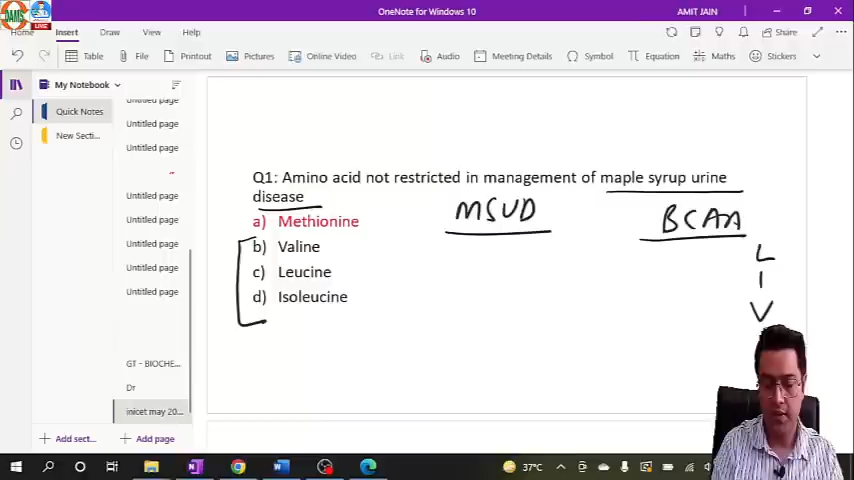 DAMS
LIVE
OneNote for Windows 10
AMIT JAIN
Home Insert Draw View Help
Share
Table File Printout Pictures Online Video Link Audio Meeting Details Symbol Equation Maths Stickers
My Notebook
Quick Notes
New Secti...
Untitled page
Untitled page
Untitled page
Untitled page
Untitled page
Untitled page
Untitled page
Untitled page
GT - BIOCHE...
Dr
inicet may 20...
Add sect...
Add page
Q1: Amino acid not restricted in management of maple syrup urine
disease
a) Methionine
b) Valine
c) Leucine
d) Isoleucine
MSUD
BCAA
L
I
V
37°C